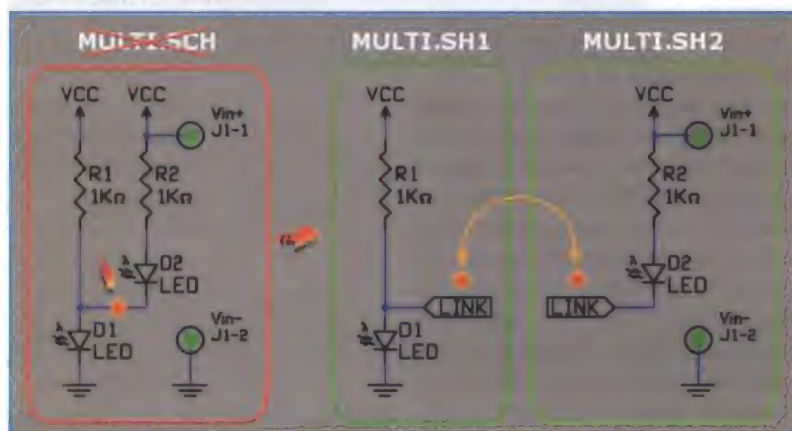 MULTI.SCH
MULTI.SH1
MULTI.SH2
VCC
VCC
Vin+
J1-1
R1
1KΩ
R2
1KΩ
D2
LED
D1
LED
Vin-
J1-2
VCC
R1
1KΩ
LINK
D1
LED
VCC
Vin+
J1-1
R2
1KΩ
D2
LED
LINK
Vin-
J1-2